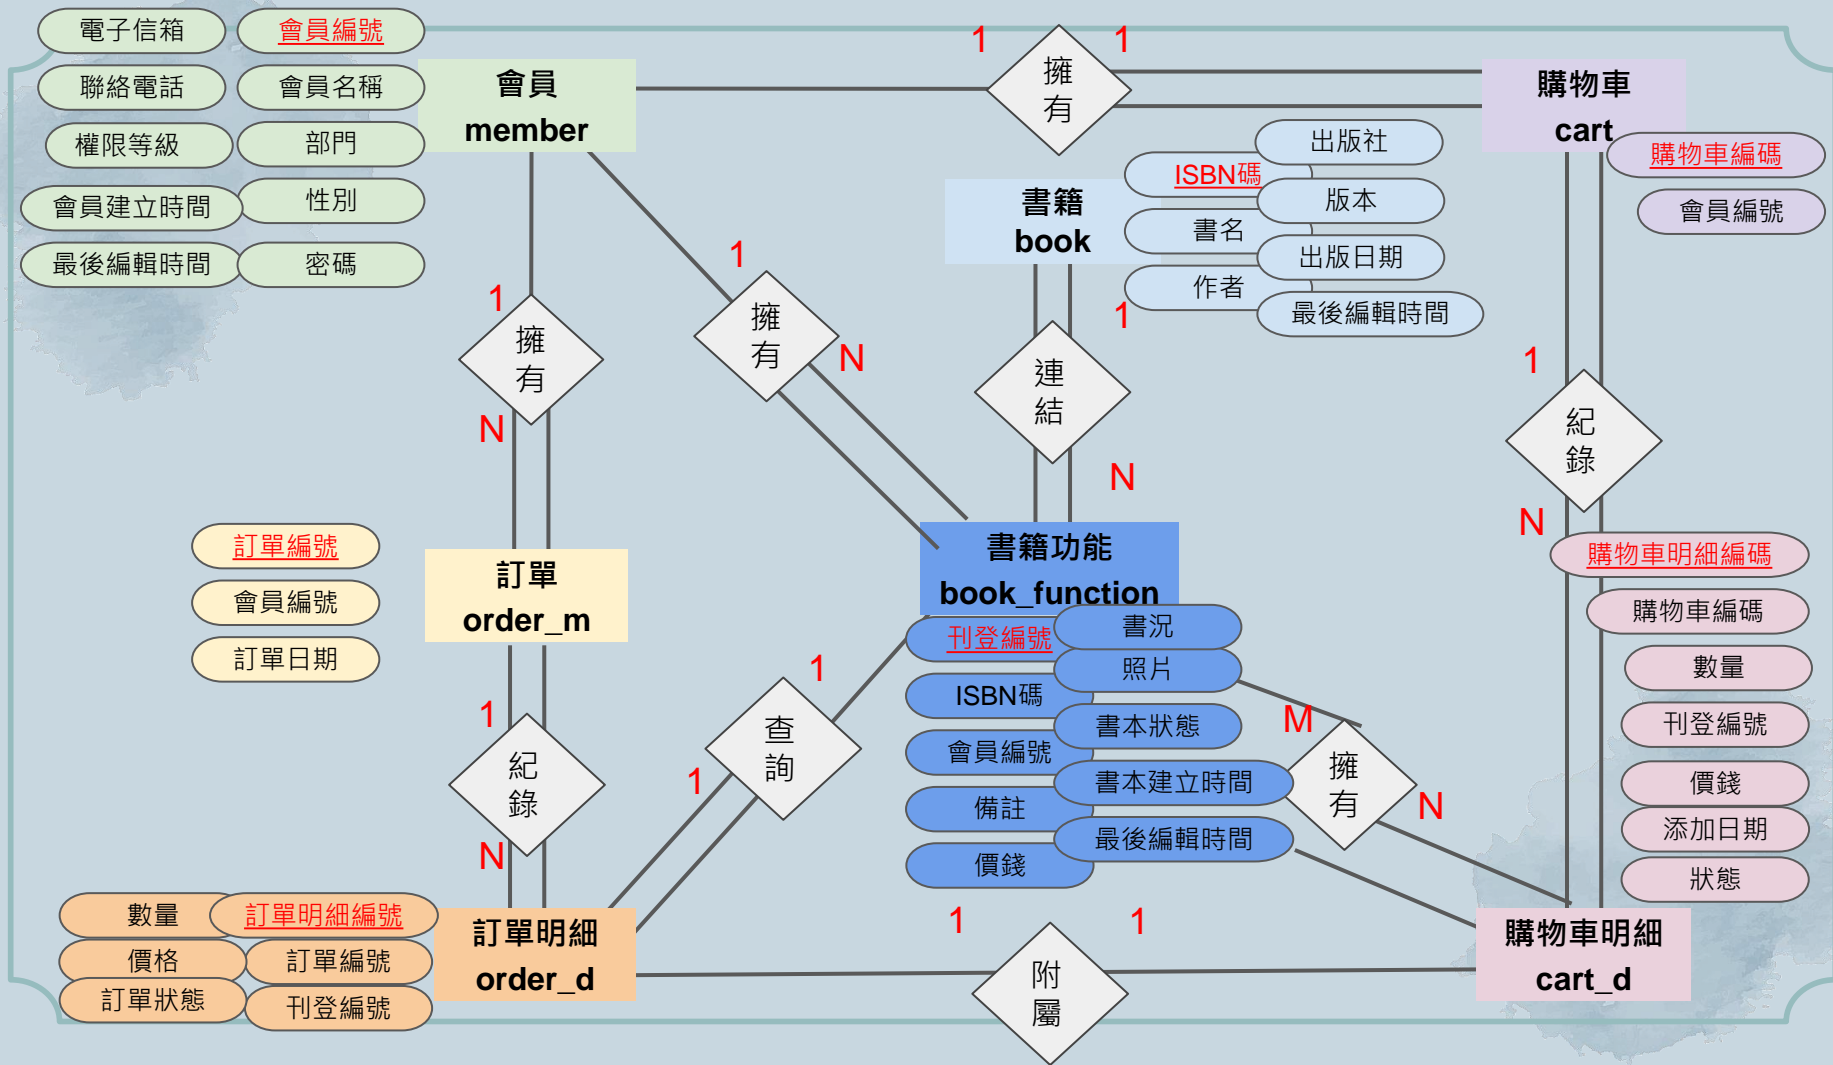 電子信箱
會員編號
聯絡電話
會員名稱
權限等級
部門
會員建立時間
性別
最後編輯時間
密碼
會員
member
1
1
擁
有
購物車
cart
購物車編碼
會員編號
書籍
book
ISBN碼
出版社
書名
版本
作者
出版日期
最後編輯時間
1
擁
有
N
1
擁
有
N
1
連
結
N
1
紀
錄
N
訂單編號
會員編號
訂單日期
訂單
order_m
書籍功能
book_function
刊登編號
書況
ISBN碼
照片
會員編號
書本狀態
備註
書本建立時間
價錢
最後編輯時間
購物車明細編碼
購物車編碼
數量
刊登編號
價錢
添加日期
狀態
1
紀
錄
N
1
查
詢
1
M
擁
有
N
數量
訂單明細編號
價格
訂單編號
訂單狀態
刊登編號
訂單明細
order_d
1
1
附
屬
購物車明細
cart_d